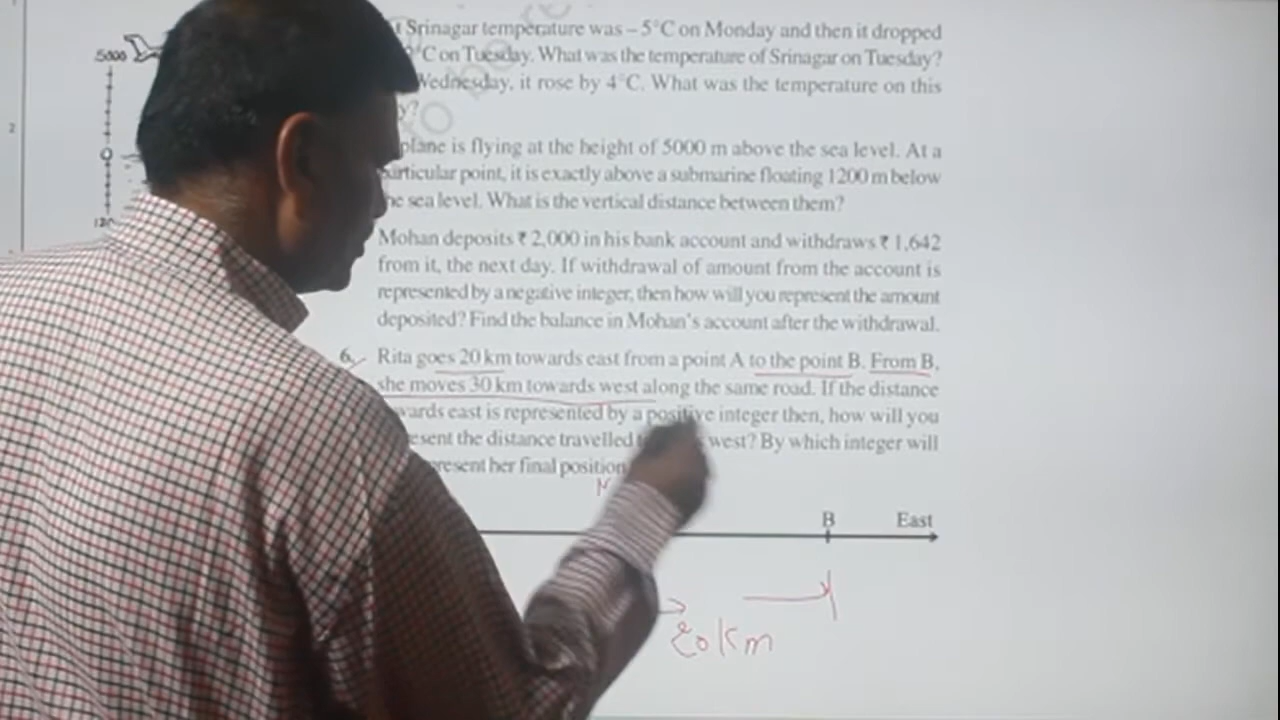 5000
Srinagar temperature was – 5°C on Monday and then it dropped
°C on Tuesday. What was the temperature of Srinagar on Tuesday?
Wednesday, it rose by 4°C. What was the temperature on this
y?
2
plane is flying at the height of 5000 m above the sea level. At a
particular point, it is exactly above a submarine floating 1200 m below
he sea level. What is the vertical distance between them?
Mohan deposits ₹ 2,000 in his bank account and withdraws ₹ 1,642
from it, the next day. If withdrawal of amount from the account is
represented by a negative integer, then how will you represent the amount
deposited? Find the balance in Mohan's account after the withdrawal.
6. Rita goes 20 km towards east from a point A to the point B. From B,
she moves 30 km towards west along the same road. If the distance
wards east is represented by a positive integer then, how will you
esent the distance travelled west? By which integer will
resent her final position
B East
20 Km